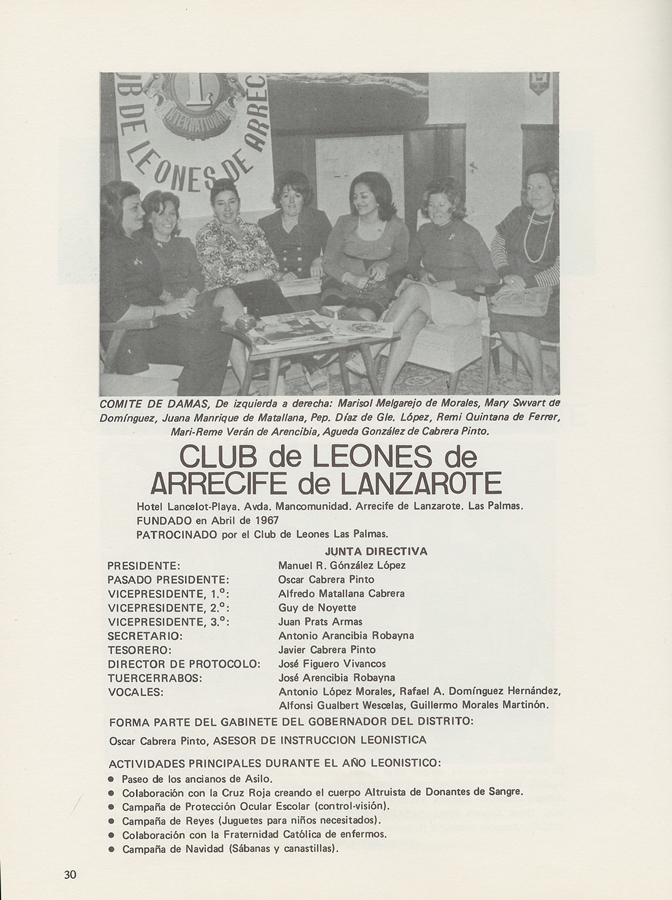 CLUB DE LEONES DE ARREC
L
INTERNATIONAL
COMITE DE DAMAS, De izquierda a derecha: Marisol Melgarejo de Morales, Mary Swvart de
Domínguez, Juana Manrique de Matallana, Pep. Díaz de Gle. López, Remi Quintana de Ferrer,
Mari-Reme Verán de Arencibia, Agueda González de Cabrera Pinto.
CLUB de LEONES de
ARRECIFE de LANZAROTE
Hotel Lancelot-Playa. Avda. Mancomunidad. Arrecife de Lanzarote. Las Palmas.
FUNDADO en Abril de 1967
PATROCINADO por el Club de Leones Las Palmas.
JUNTA DIRECTIVA
PRESIDENTE: Manuel R. Gónzález López
PASADO PRESIDENTE: Oscar Cabrera Pinto
VICEPRESIDENTE, 1.º: Alfredo Matallana Cabrera
VICEPRESIDENTE, 2.º: Guy de Noyette
VICEPRESIDENTE, 3.º: Juan Prats Armas
SECRETARIO: Antonio Arancibia Robayna
TESORERO: Javier Cabrera Pinto
DIRECTOR DE PROTOCOLO: José Figuero Vivancos
TUERCERRABOS: José Arencibia Robayna
VOCALES: Antonio López Morales, Rafael A. Domínguez Hernández,
Alfonsi Gualbert Wescelas, Guillermo Morales Martinón.
FORMA PARTE DEL GABINETE DEL GOBERNADOR DEL DISTRITO:
Oscar Cabrera Pinto, ASESOR DE INSTRUCCION LEONISTICA
ACTIVIDADES PRINCIPALES DURANTE EL AÑO LEONISTICO:
● Paseo de los ancianos de Asilo.
● Colaboración con la Cruz Roja creando el cuerpo Altruista de Donantes de Sangre.
● Campaña de Protección Ocular Escolar (control-visión).
● Campaña de Reyes (Juguetes para niños necesitados).
● Colaboración con la Fraternidad Católica de enfermos.
● Campaña de Navidad (Sábanas y canastillas).
30